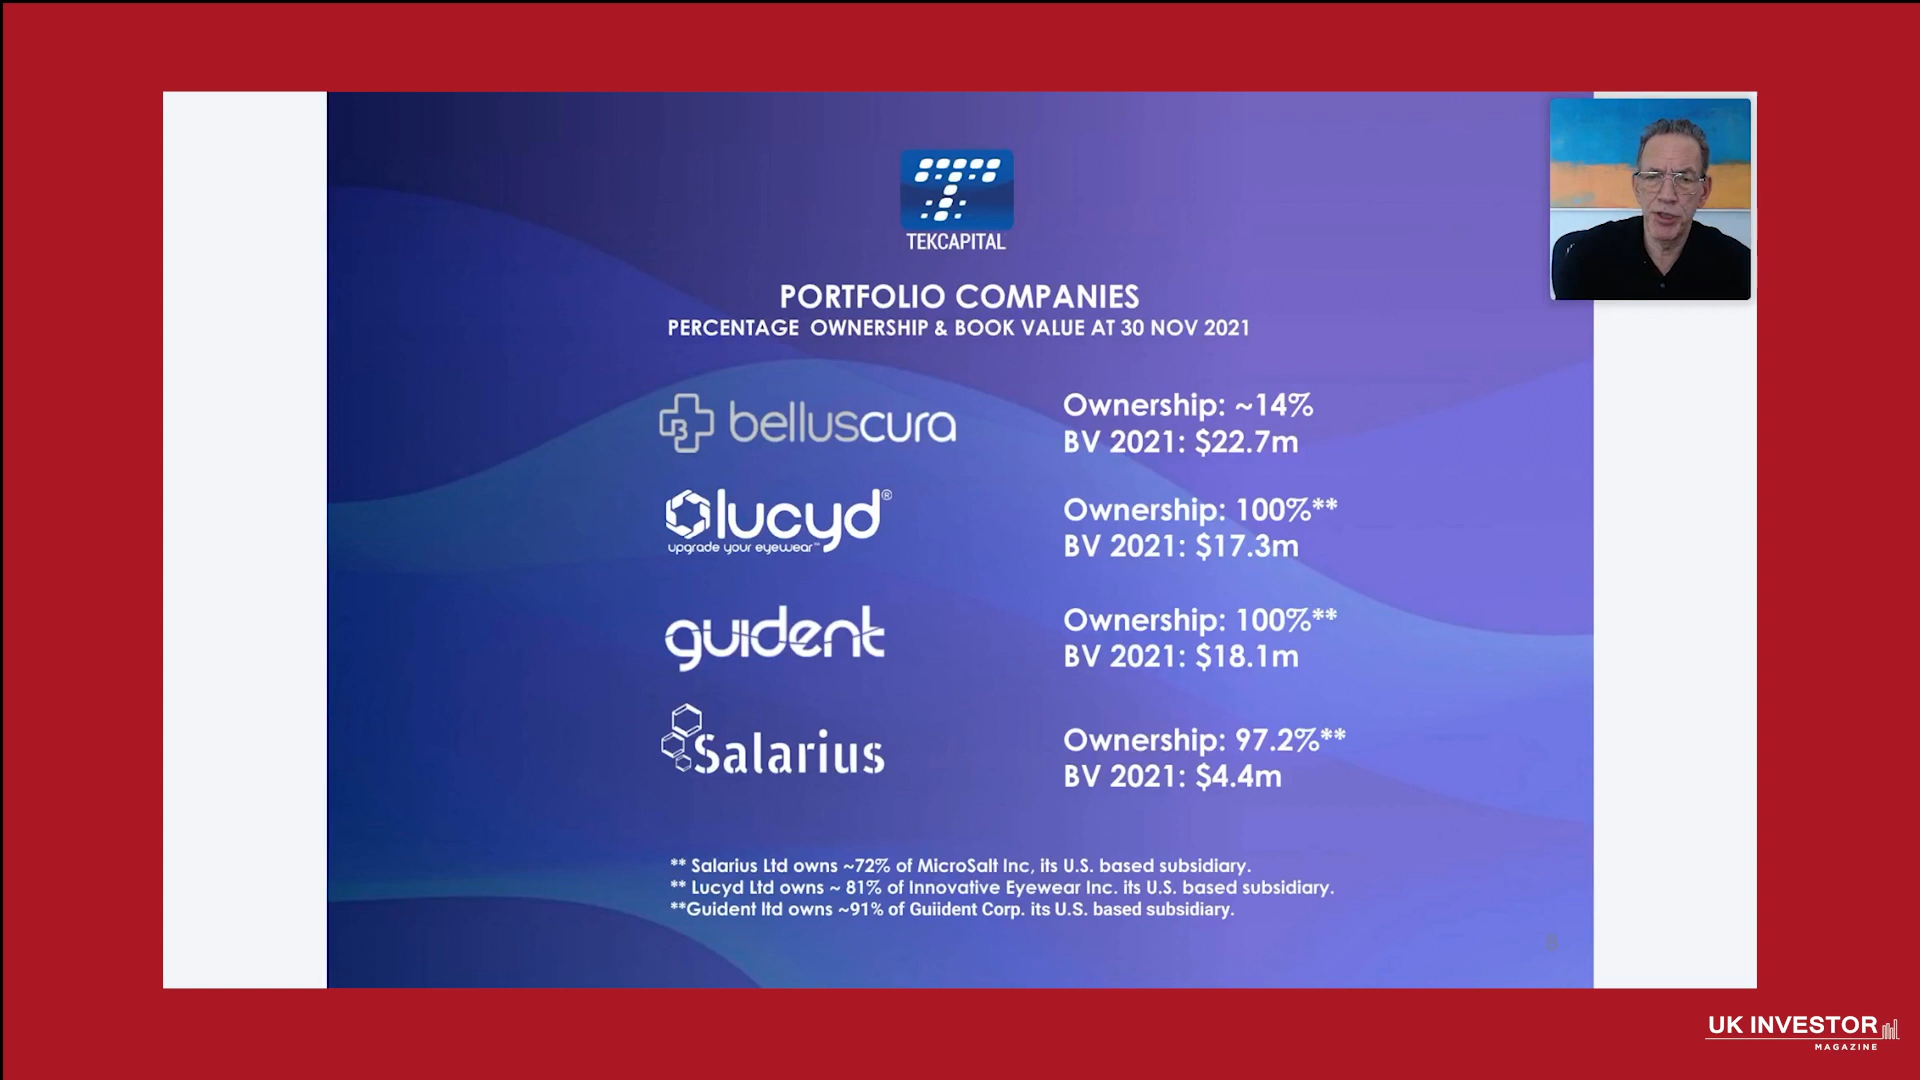 TEKCAPITAL
PORTFOLIO COMPANIES
PERCENTAGE OWNERSHIP & BOOK VALUE AT 30 NOV 2021
belluscura
Ownership: ~14%
BV 2021: $22.7m
lucyd®
upgrade your eyewear™
Ownership: 100%**
BV 2021: $17.3m
guident
Ownership: 100%**
BV 2021: $18.1m
Salarius
Ownership: 97.2%**
BV 2021: $4.4m
** Salarius Ltd owns ~72% of MicroSalt Inc, its U.S. based subsidiary.
** Lucyd Ltd owns ~ 81% of Innovative Eyewear Inc. its U.S. based subsidiary.
**Guident ltd owns ~91% of Guiident Corp. its U.S. based subsidiary.
UK INVESTOR
MAGAZINE